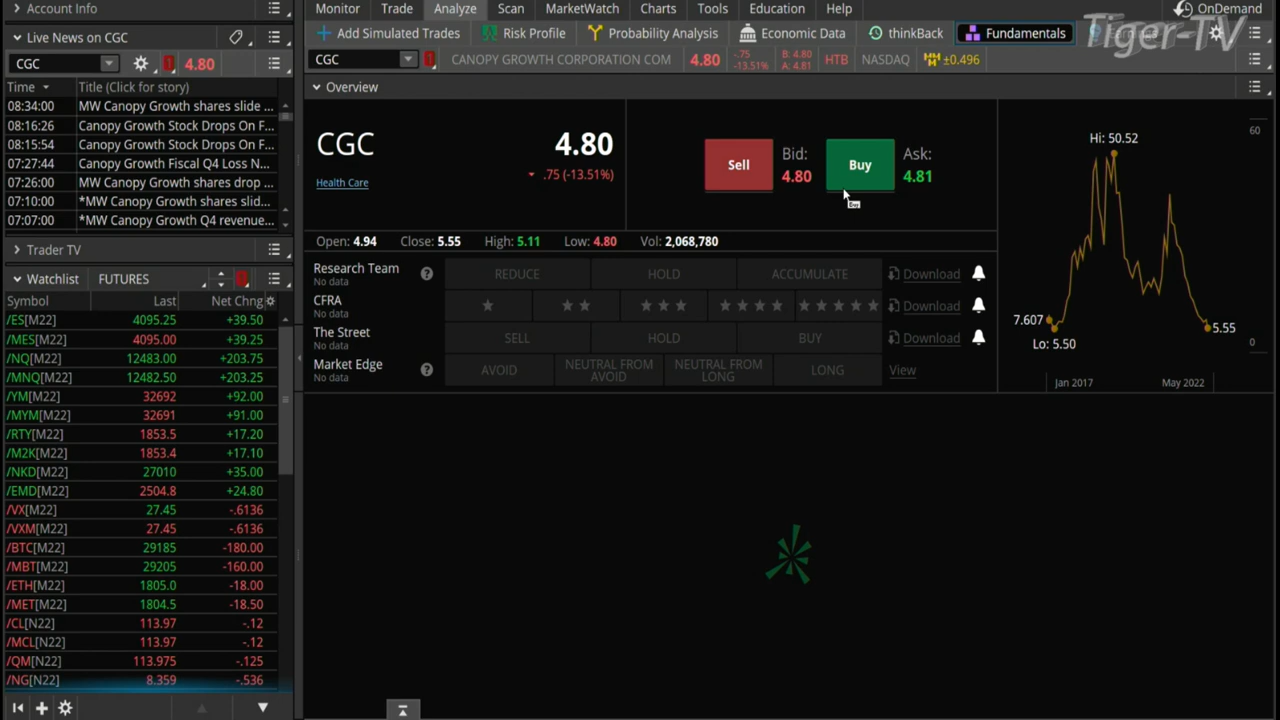 Account Info
Live News on CGC
CGC 1 4.80
Time Title (Click for story)
08:34:00 MW Canopy Growth shares slide ...
08:16:26 Canopy Growth Stock Drops On F...
08:15:54 Canopy Growth Stock Drops On F...
07:27:44 Canopy Growth Fiscal Q4 Loss N...
07:26:00 MW Canopy Growth shares drop ...
07:10:00 *MW Canopy Growth shares slid...
07:07:00 *MW Canopy Growth Q4 revenue...
Trader TV
Watchlist FUTURES
Symbol Last Net Chng
/ES[M22] 4095.25 +39.50
/MES[M22] 4095.00 +39.25
/NQ[M22] 12483.00 +203.75
/MNQ[M22] 12482.50 +203.25
/YM[M22] 32692 +92.00
/MYM[M22] 32691 +91.00
/RTY[M22] 1853.5 +17.20
/M2K[M22] 1853.4 +17.10
/NKD[M22] 27010 +35.00
/EMD[M22] 2504.8 +24.80
/VX[M22] 27.45 -.6136
/VXM[M22] 27.45 -.6136
/BTC[M22] 29185 -180.00
/MBT[M22] 29205 -160.00
/ETH[M22] 1805.0 -18.00
/MET[M22] 1804.5 -18.50
/CL[N22] 113.97 -.12
/MCL[N22] 113.97 -.12
/QM[N22] 113.975 -.125
/NG[N22] 8.359 -.536
Monitor Trade Analyze Scan MarketWatch Charts Tools Education Help OnDemand
Add Simulated Trades Risk Profile Probability Analysis Economic Data thinkBack Fundamentals
Tiger-TV
CGC 1 CANOPY GROWTH CORPORATION COM 4.80 -.75 -13.51% B: 4.80 A: 4.81 HTB NASDAQ ±0.496
Overview
CGC 4.80
Health Care .75 (-13.51%)
Sell Bid: 4.80 Buy Ask: 4.81
Buy
Open: 4.94 Close: 5.55 High: 5.11 Low: 4.80 Vol: 2,068,780
Research Team No data ? REDUCE HOLD ACCUMULATE Download
CFRA No data Download
The Street No data SELL HOLD BUY Download
Market Edge No data ? AVOID NEUTRAL FROM AVOID NEUTRAL FROM LONG LONG View
Hi: 50.52
60
7.607
5.55
Lo: 5.50
0
Jan 2017 May 2022